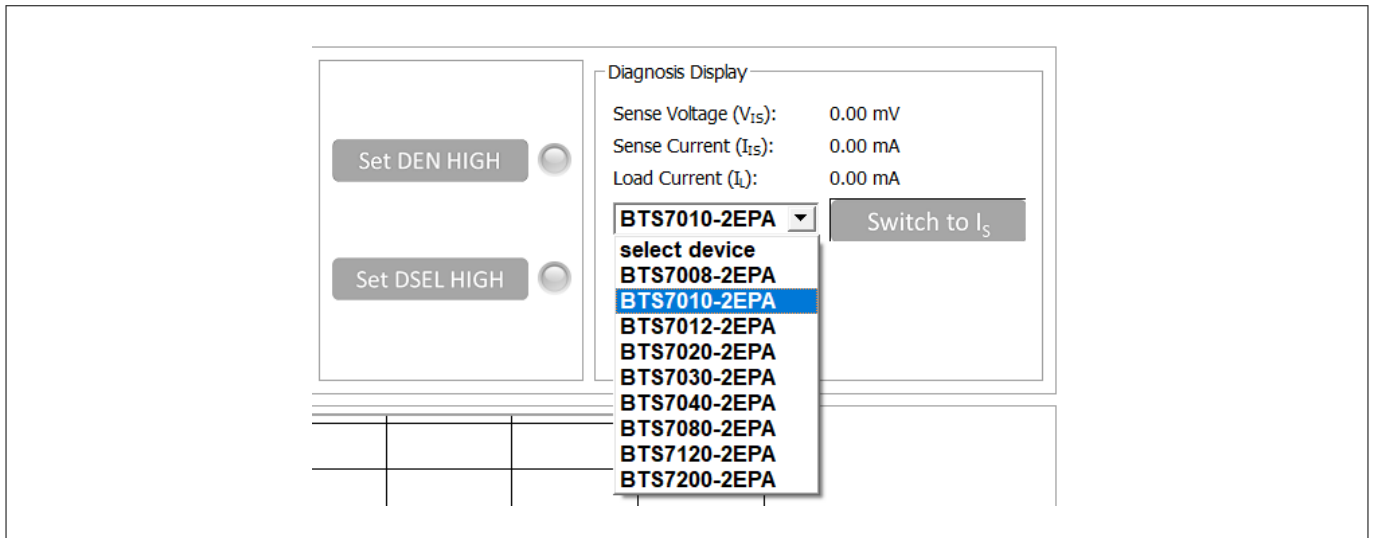 Diagnosis Display
Sense Voltage (VIS): 0.00 mV
Set DEN HIGH
Sense Current (IIS): 0.00 mA
Load Current (IL): 0.00 mA
BTS7010-2EPA
Switch to IS
select device
BTS7008-2EPA
Set DSEL HIGH
BTS7010-2EPA
BTS7012-2EPA
BTS7020-2EPA
BTS7030-2EPA
BTS7040-2EPA
BTS7080-2EPA
BTS7120-2EPA
BTS7200-2EPA